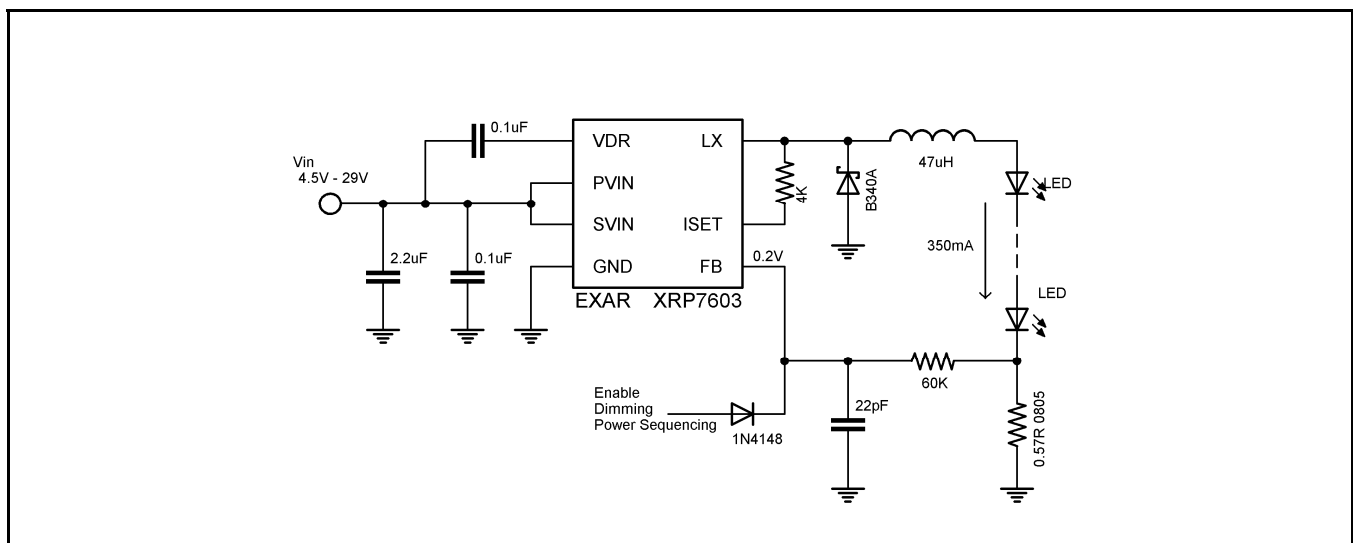 Vin
4.5V - 29V
0.1uF
2.2uF
0.1uF
VDR
PVIN
SVIN
GND
LX
ISET
FB
EXAR XRP7603
0.2V
4K
B340A
47uH
LED
350mA
LED
60K
22pF
0.57R 0805
Enable
Dimming
Power Sequencing
1N4148